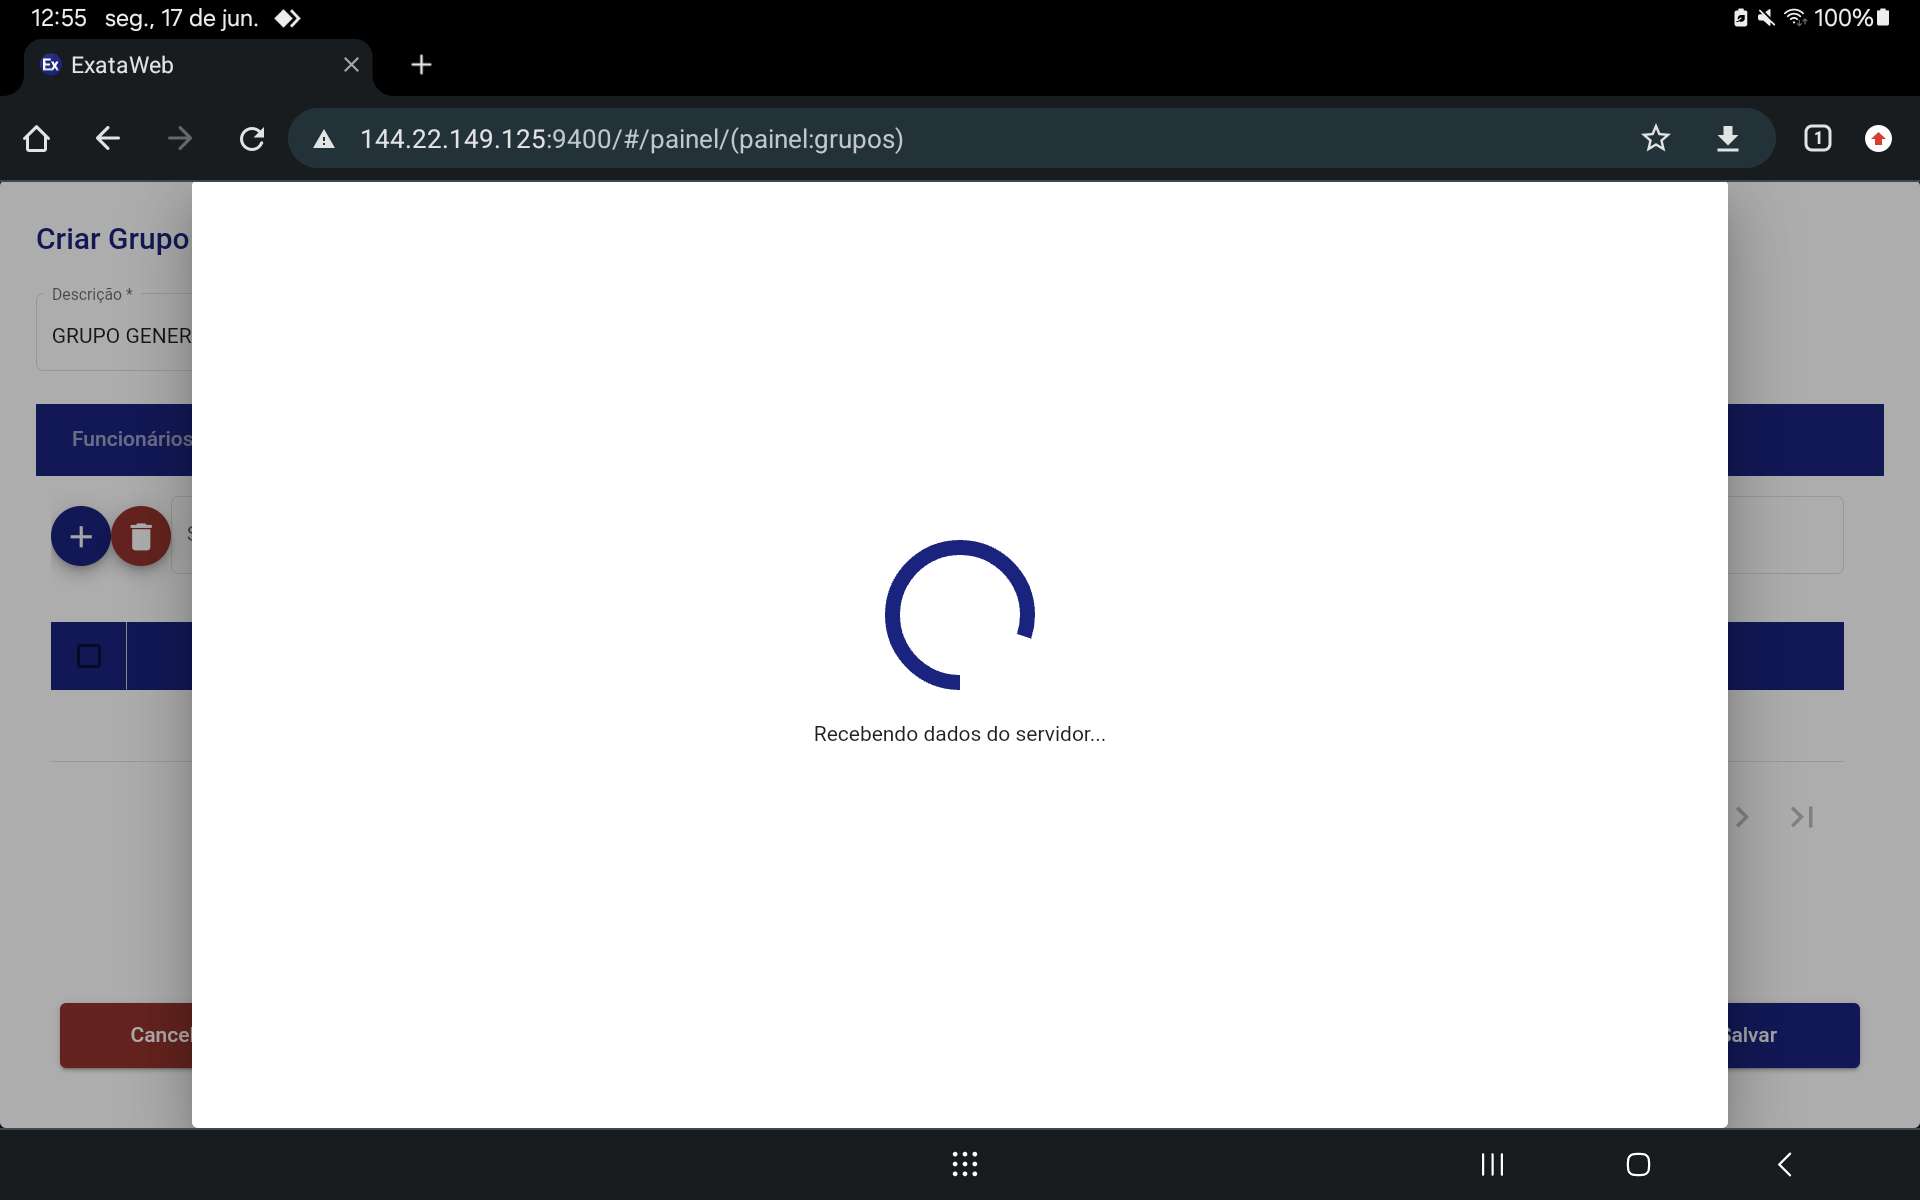 12:55 seg., 17 de jun.
100%
Ex ExataWeb
144.22.149.125:9400/#/painel/(painel:grupos)
1
Criar Grupo
Descrição *
GRUPO GENER
Funcionários
Recebendo dados do servidor...
Cancel
Salvar